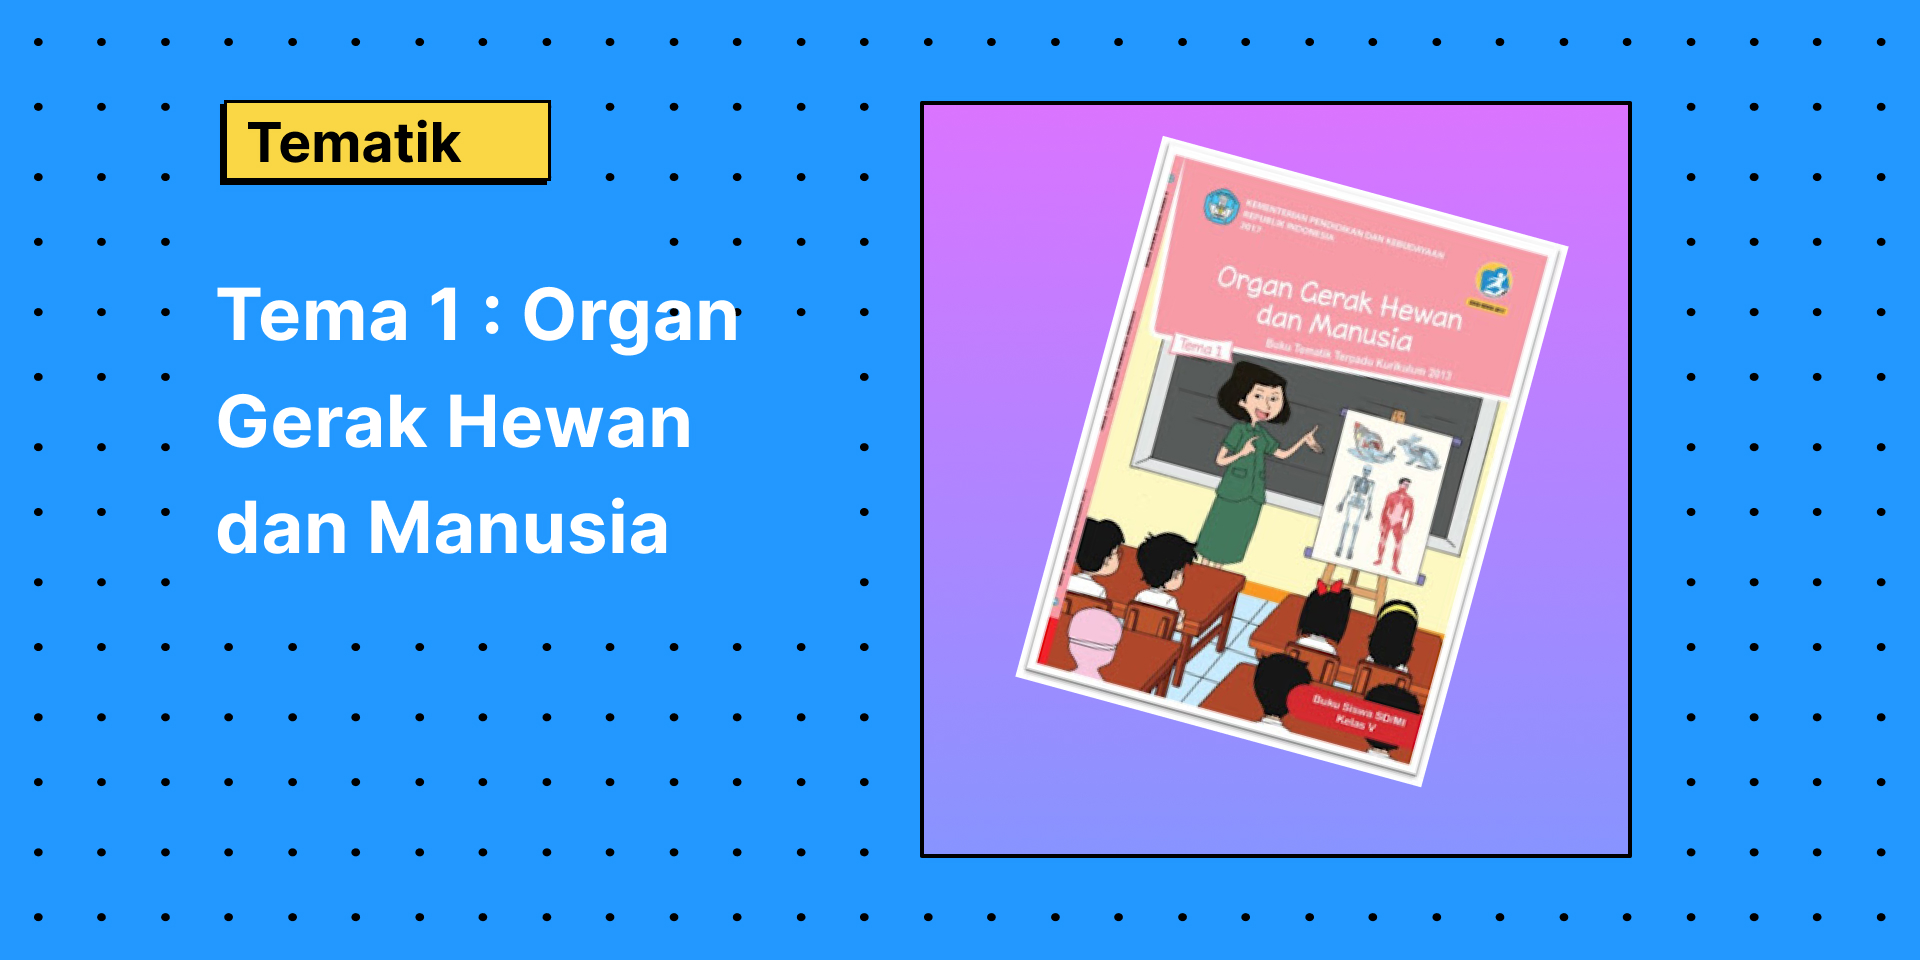 Tematik
Tema 1 : Organ
Gerak Hewan
dan Manusia
KEMENTERIAN PENDIDIKAN DAN KEBUDAYAAN
REPUBLIK INDONESIA
2017
Organ Gerak Hewan
dan Manusia
Buku Tematik Terpadu Kurikulum 2013
Tema 1
Buku Siswa SD/MI
Kelas V